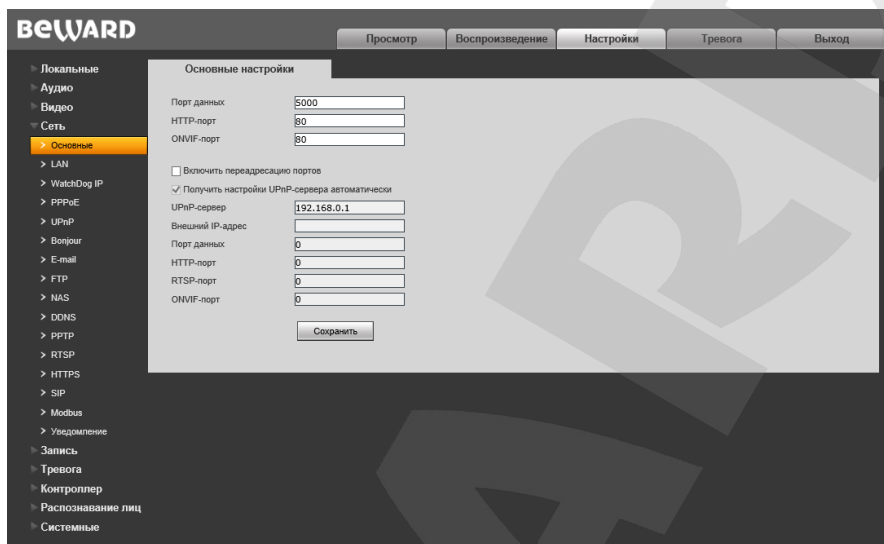 BEWARD
Просмотр Воспроизведение Настройки Тревога Выход
Локальные
Аудио
Видео
Сеть
Основные
LAN
WatchDog IP
PPPoE
UPnP
Bonjour
E-mail
FTP
NAS
DDNS
PPTP
RTSP
HTTPS
SIP
Modbus
Уведомление
Запись
Тревога
Контроллер
Распознавание лиц
Системные
Основные настройки
Порт данных 5000
HTTP-порт 80
ONVIF-порт 80
Включить переадресацию портов
Получить настройки UPnP-сервера автоматически
UPnP-сервер 192.168.0.1
Внешний IP-адрес
Порт данных 0
HTTP-порт 0
RTSP-порт 0
ONVIF-порт 0
Сохранить